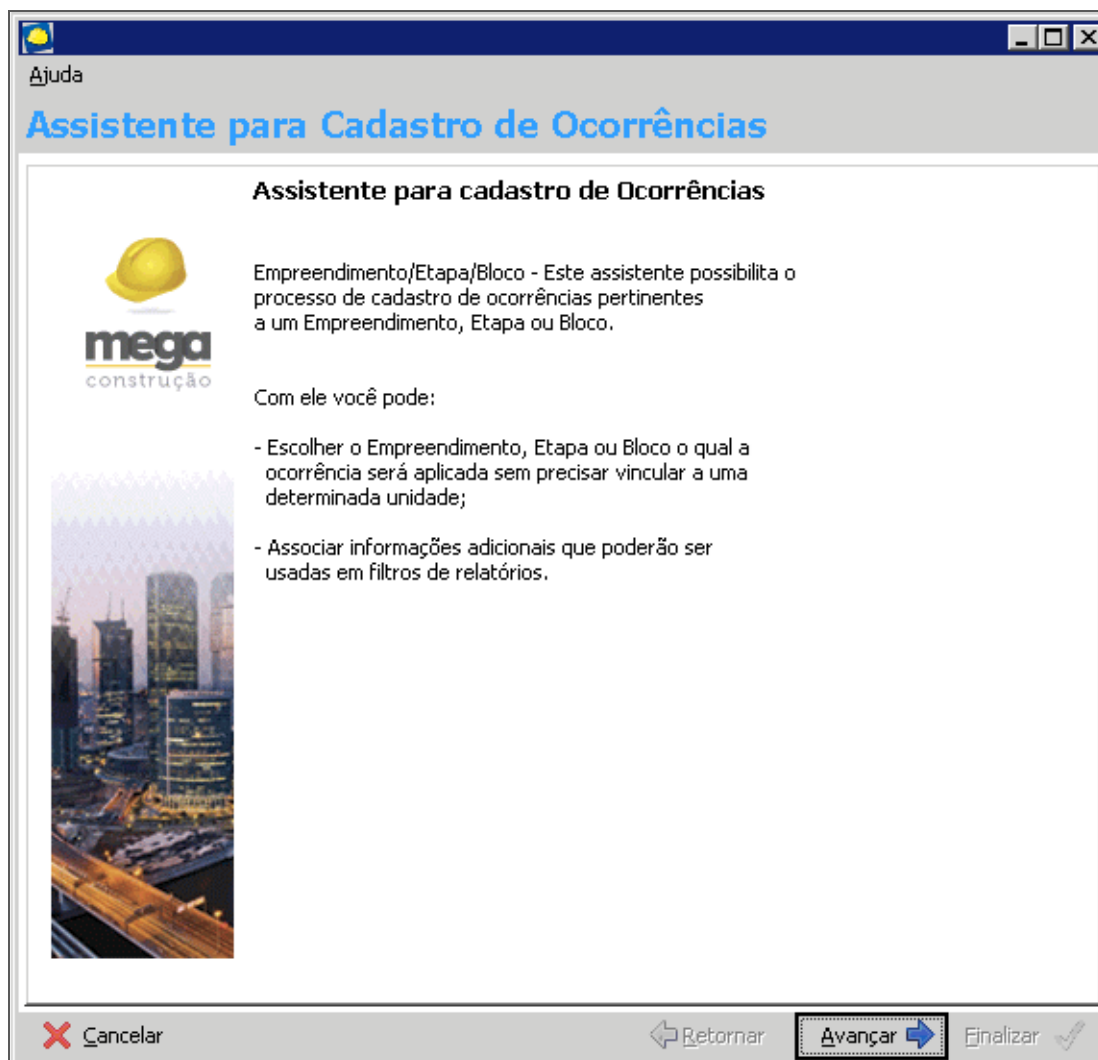 Ajuda
Assistente para Cadastro de Ocorrências
Assistente para cadastro de Ocorrências
mega
construção
Empreendimento/Etapa/Bloco - Este assistente possibilita o
processo de cadastro de ocorrências pertinentes
a um Empreendimento, Etapa ou Bloco.
Com ele você pode:
- Escolher o Empreendimento, Etapa ou Bloco o qual a
ocorrência será aplicada sem precisar vincular a uma
determinada unidade;
- Associar informações adicionais que poderão ser
usadas em filtros de relatórios.
Cancelar
Retornar
Avançar
Finalizar